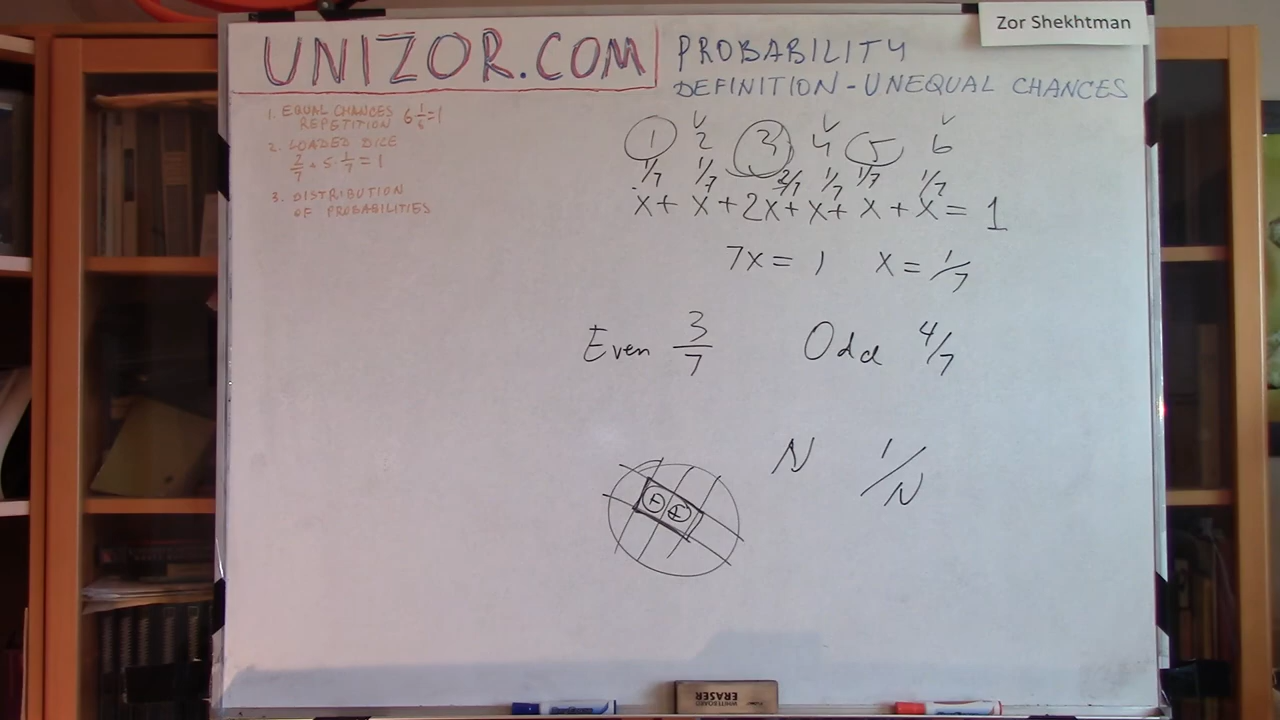 Zor Shekhtman
UNIZOR.COM
PROBABILITY
DEFINITION - UNEQUAL CHANCES
1. EQUAL CHANCES
REPETITION 6·1/6=1
2. LOADED DICE
2/7 + 5·1/7 = 1
3. DISTRIBUTION
OF PROBABILITIES
1 2 3 4 5 6
1/7 1/7 2/7 1/7 1/7 1/7
x + x + 2x + x + x + x = 1
7x = 1 x = 1/7
Even 3/7 Odd 4/7
N 1/N
ERASER